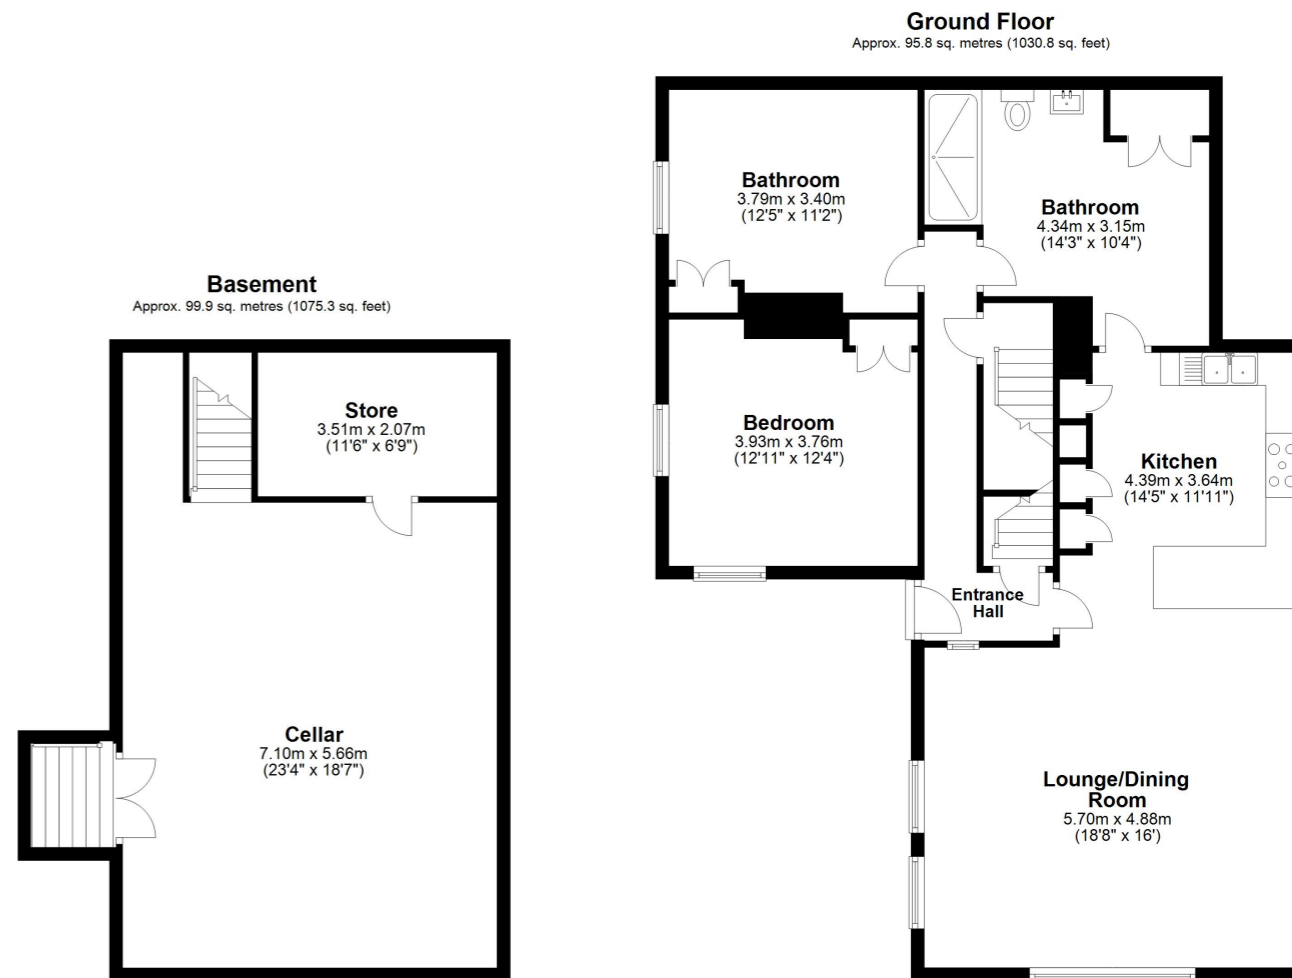 Basement
Approx. 99.9 sq. metres (1075.3 sq. feet)
Store
3.51m x 2.07m
(11'6" x 6'9")
Cellar
7.10m x 5.66m
(23'4" x 18'7")
Ground Floor
Approx. 95.8 sq. metres (1030.8 sq. feet)
Bathroom
3.79m x 3.40m
(12'5" x 11'2")
Bathroom
4.34m x 3.15m
(14'3" x 10'4")
Bedroom
3.93m x 3.76m
(12'11" x 12'4")
Kitchen
4.39m x 3.64m
(14'5" x 11'11")
Entrance
Hall
Lounge/Dining
Room
5.70m x 4.88m
(18'8" x 16')